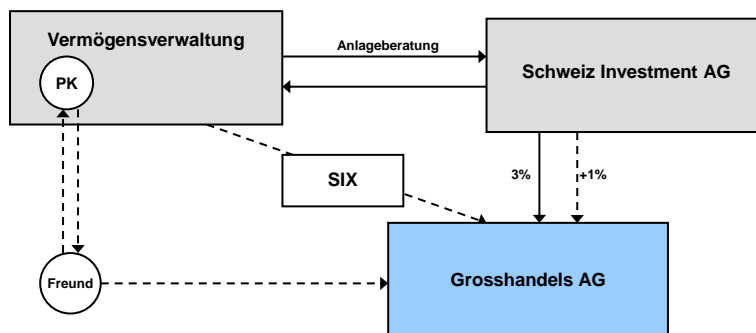 Vermögensverwaltung
Anlageberatung
Schweiz Investment AG
PK
SIX
3%
+1%
Freund
Grosshandels AG